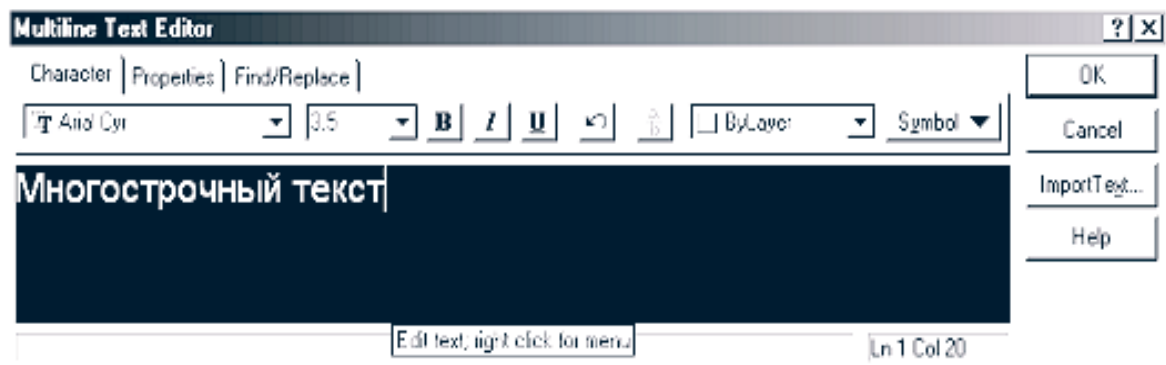 Multiline Text Editor
Character Properties Find/Replace
OK
Arial Cyr 3.5 B I U a/b ByLayer Symbol
Cancel
Многострочный текст
ImportText...
Help
Edit text; right click for menu
Ln 1 Col 20